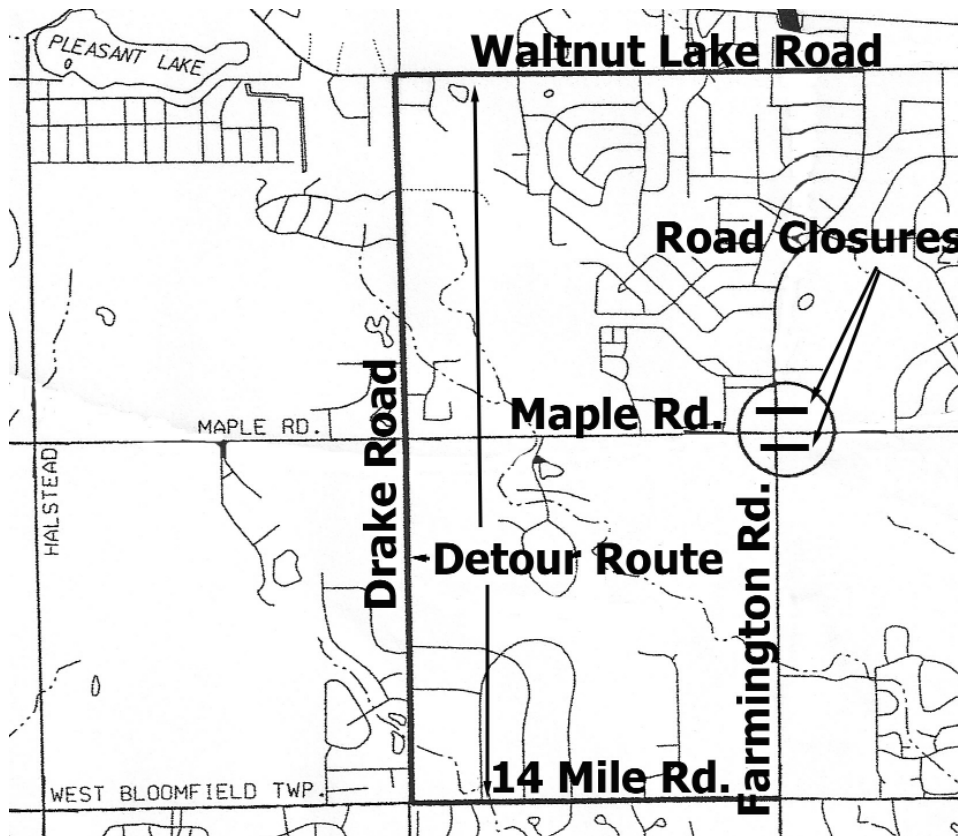 PLEASANT LAKE
Waltnut Lake Road
Road Closures
Maple Rd.
MAPLE RD.
HALSTEAD
Drake Road
Detour Route
Farmington Rd.
14 Mile Rd.
WEST BLOOMFIELD TWP.